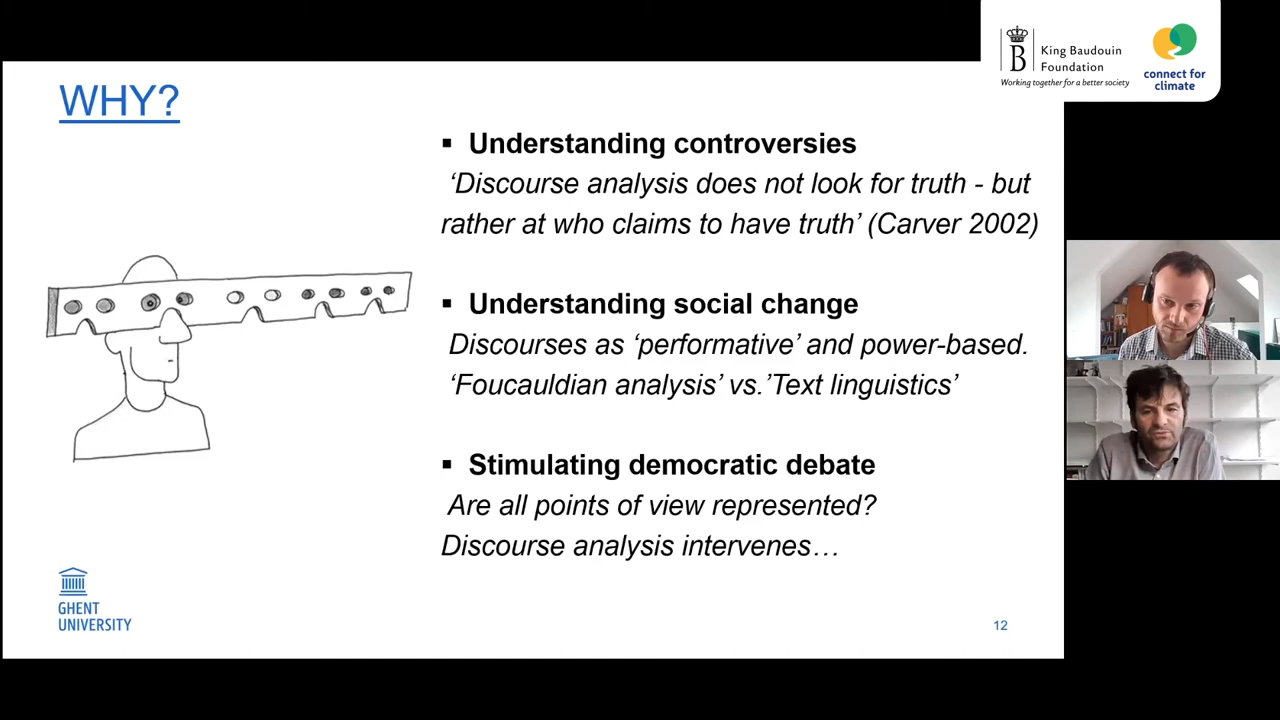 B
King Baudouin
Foundation
Working together for a better society
connect for
climate
WHY?
▪ Understanding controversies
‘Discourse analysis does not look for truth - but
rather at who claims to have truth’ (Carver 2002)
▪ Understanding social change
Discourses as ‘performative’ and power-based.
‘Foucauldian analysis’ vs.’Text linguistics’
▪ Stimulating democratic debate
Are all points of view represented?
Discourse analysis intervenes…
GHENT
UNIVERSITY
12